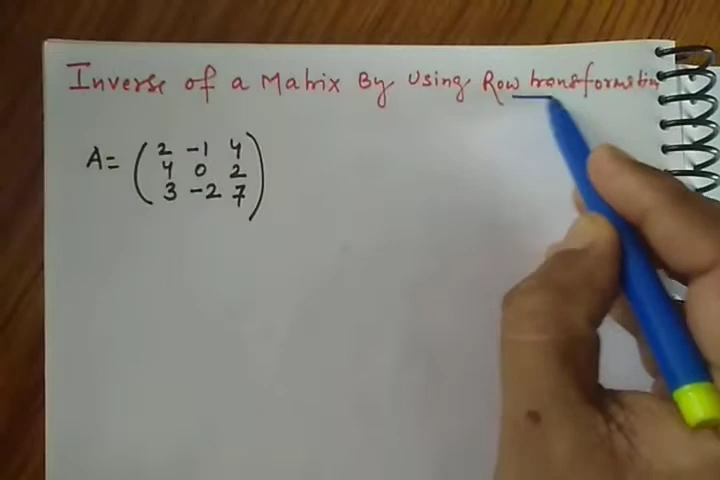 Inverse of a Matrix By using Row transformation
A = ( 2 -1 4
4 0 2
3 -2 7 )